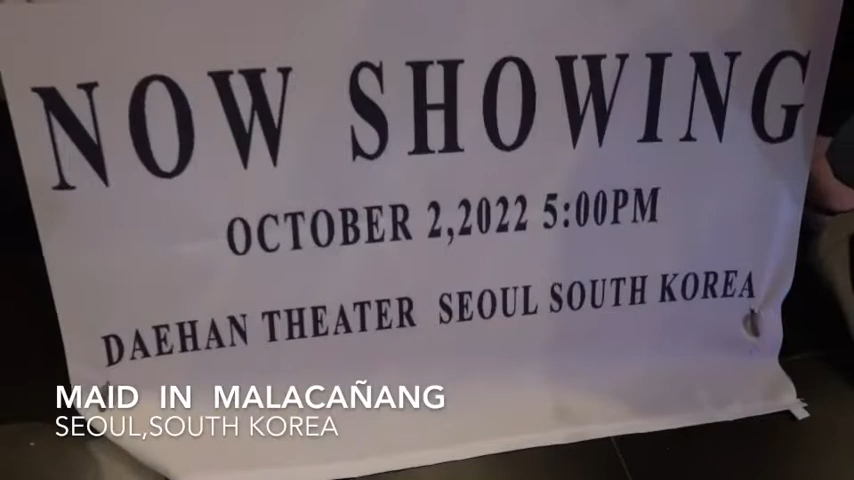 NOW SHOWING
OCTOBER 2,2022 5:00PM
DAEHAN THEATER SEOUL SOUTH KOREA
MAID IN MALACAÑANG
SEOUL,SOUTH KOREA